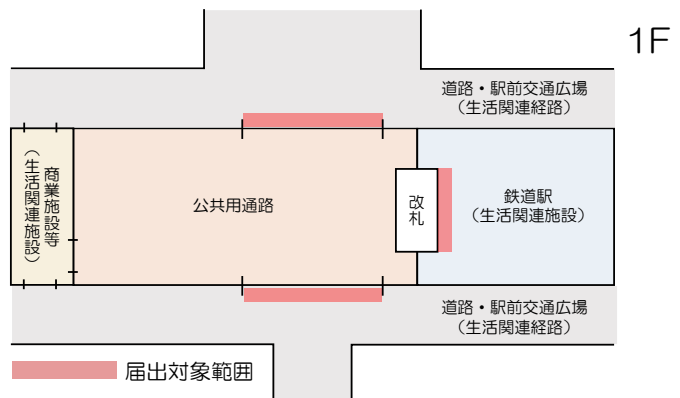 1F
道路・駅前交通広場
（生活関連経路）
商業施設等
（生活関連施設）
公共用通路
改札
鉄道駅
（生活関連施設）
道路・駅前交通広場
（生活関連経路）
届出対象範囲